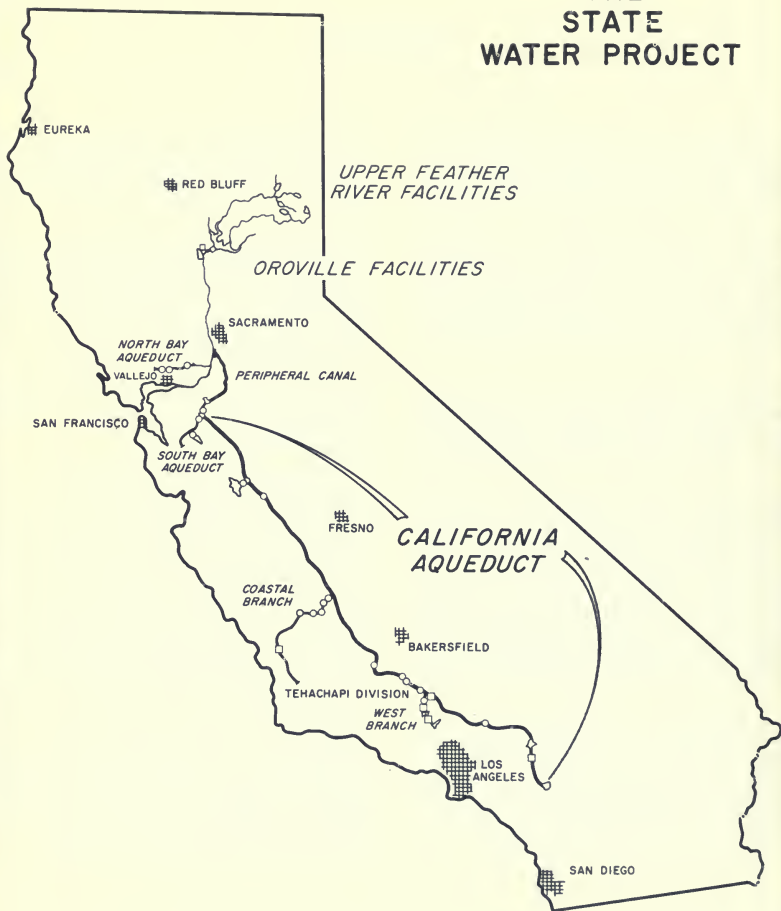 STATE
WATER PROJECT
EUREKA
RED BLUFF
UPPER FEATHER
RIVER FACILITIES
OROVILLE FACILITIES
SACRAMENTO
NORTH BAY
AQUEDUCT
VALLEJO
PERIPHERAL CANAL
SAN FRANCISCO
SOUTH BAY
AQUEDUCT
FRESNO
CALIFORNIA
AQUEDUCT
COASTAL
BRANCH
BAKERSFIELD
TEHACHAPI DIVISION
WEST
BRANCH
LOS
ANGELES
SAN DIEGO